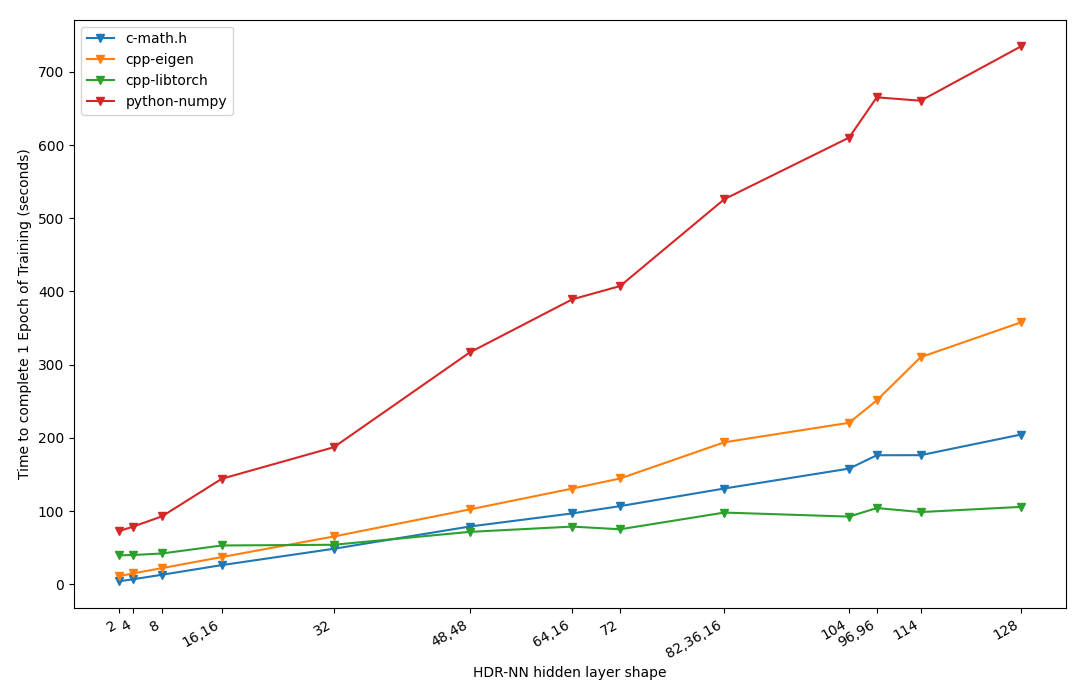 c-math.h
cpp-eigen
cpp-libtorch
python-numpy
Time to complete 1 Epoch of Training (seconds)
700
600
500
400
300
200
100
0
2 4 8 16,16 32 48,48 64,16 72 82,36.16 104 96,96 114 128
HDR-NN hidden layer shape